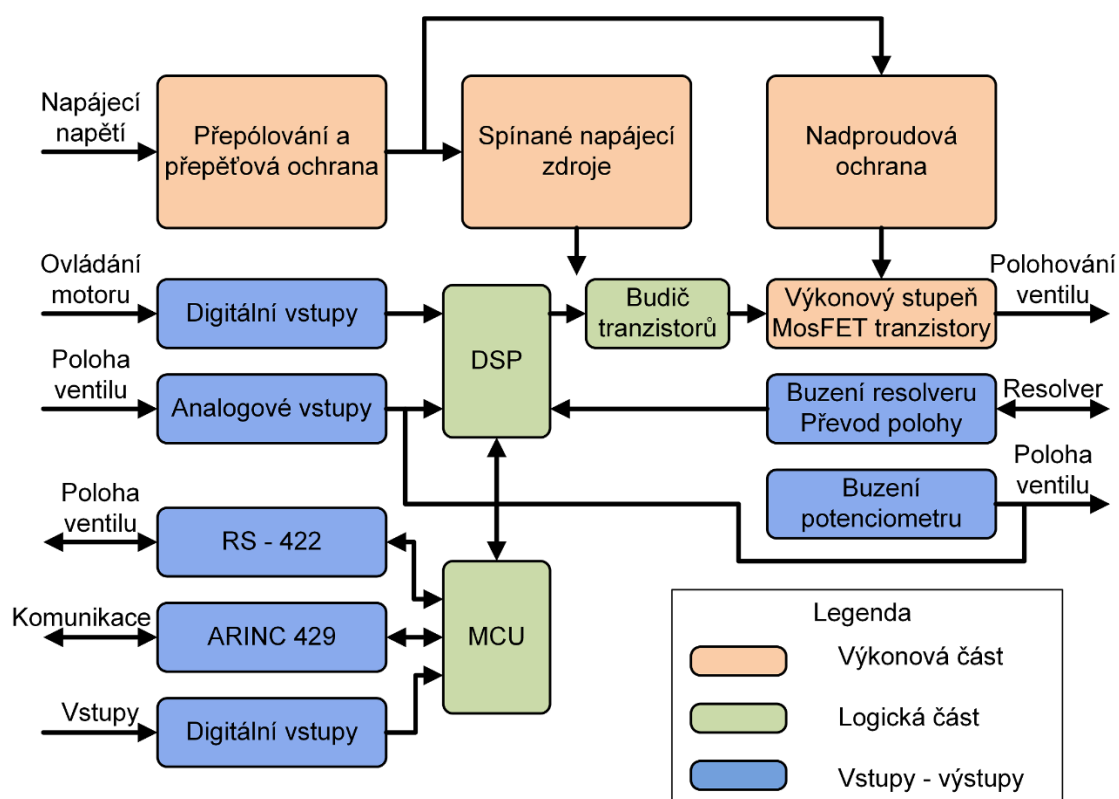 Napájecí
napětí
Přepólování a
přepěťová ochrana
Spínané napájecí
zdroje
Nadproudová
ochrana
Ovládání
motoru
Digitální vstupy
DSP
Budič
tranzistorů
Výkonový stupeň
MosFET tranzistory
Polohování
ventilu
Poloha
ventilu
Analogové vstupy
Buzení resolveru
Převod polohy
Resolver
Buzení
potenciometru
Poloha
ventilu
Poloha
ventilu
RS - 422
Komunikace
ARINC 429
MCU
Vstupy
Digitální vstupy
Legenda
Výkonová část
Logická část
Vstupy - výstupy